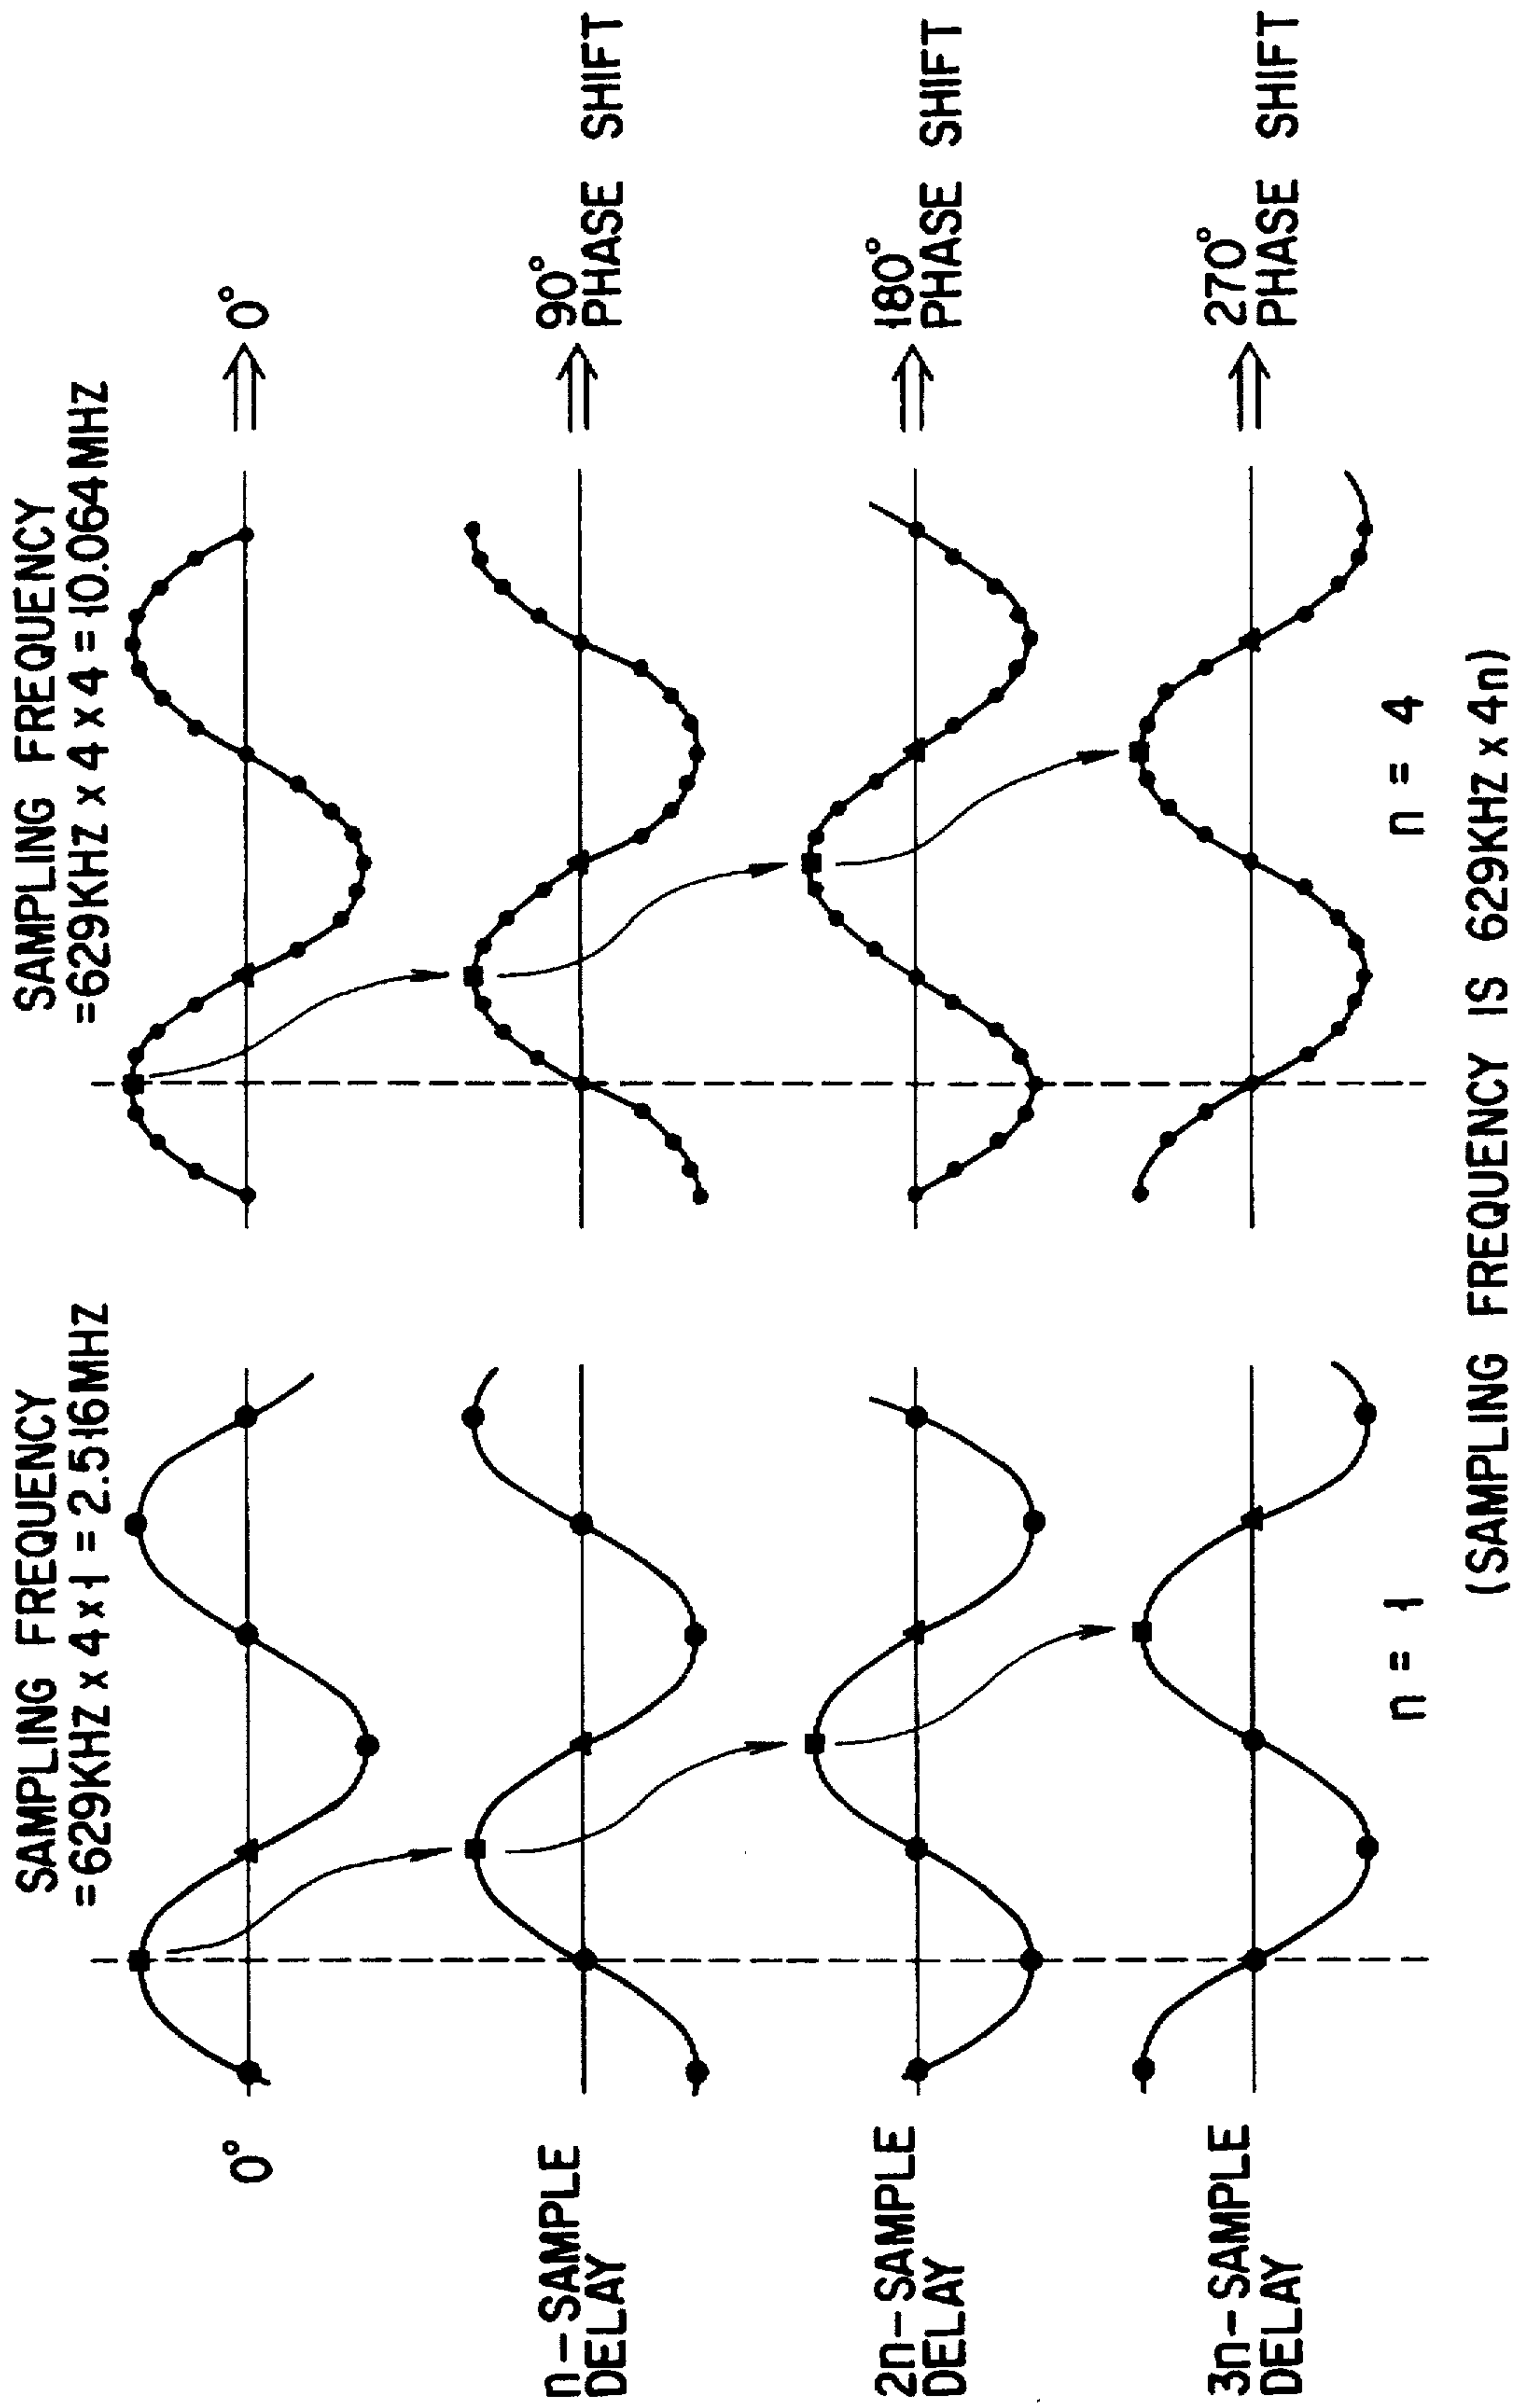 SAMPLING FREQUENCY
=629KHZ x 4 x 1 = 2.516MHZ
SAMPLING FREQUENCY
=629KHZ x 4 x 4 = 10.064MHZ
0°
0°
n-SAMPLE
DELAY
90°
PHASE SHIFT
2n-SAMPLE
DELAY
180°
PHASE SHIFT
3n-SAMPLE
DELAY
270°
PHASE SHIFT
n = 1
n = 4
(SAMPLING FREQUENCY IS 629KHZ x 4n)